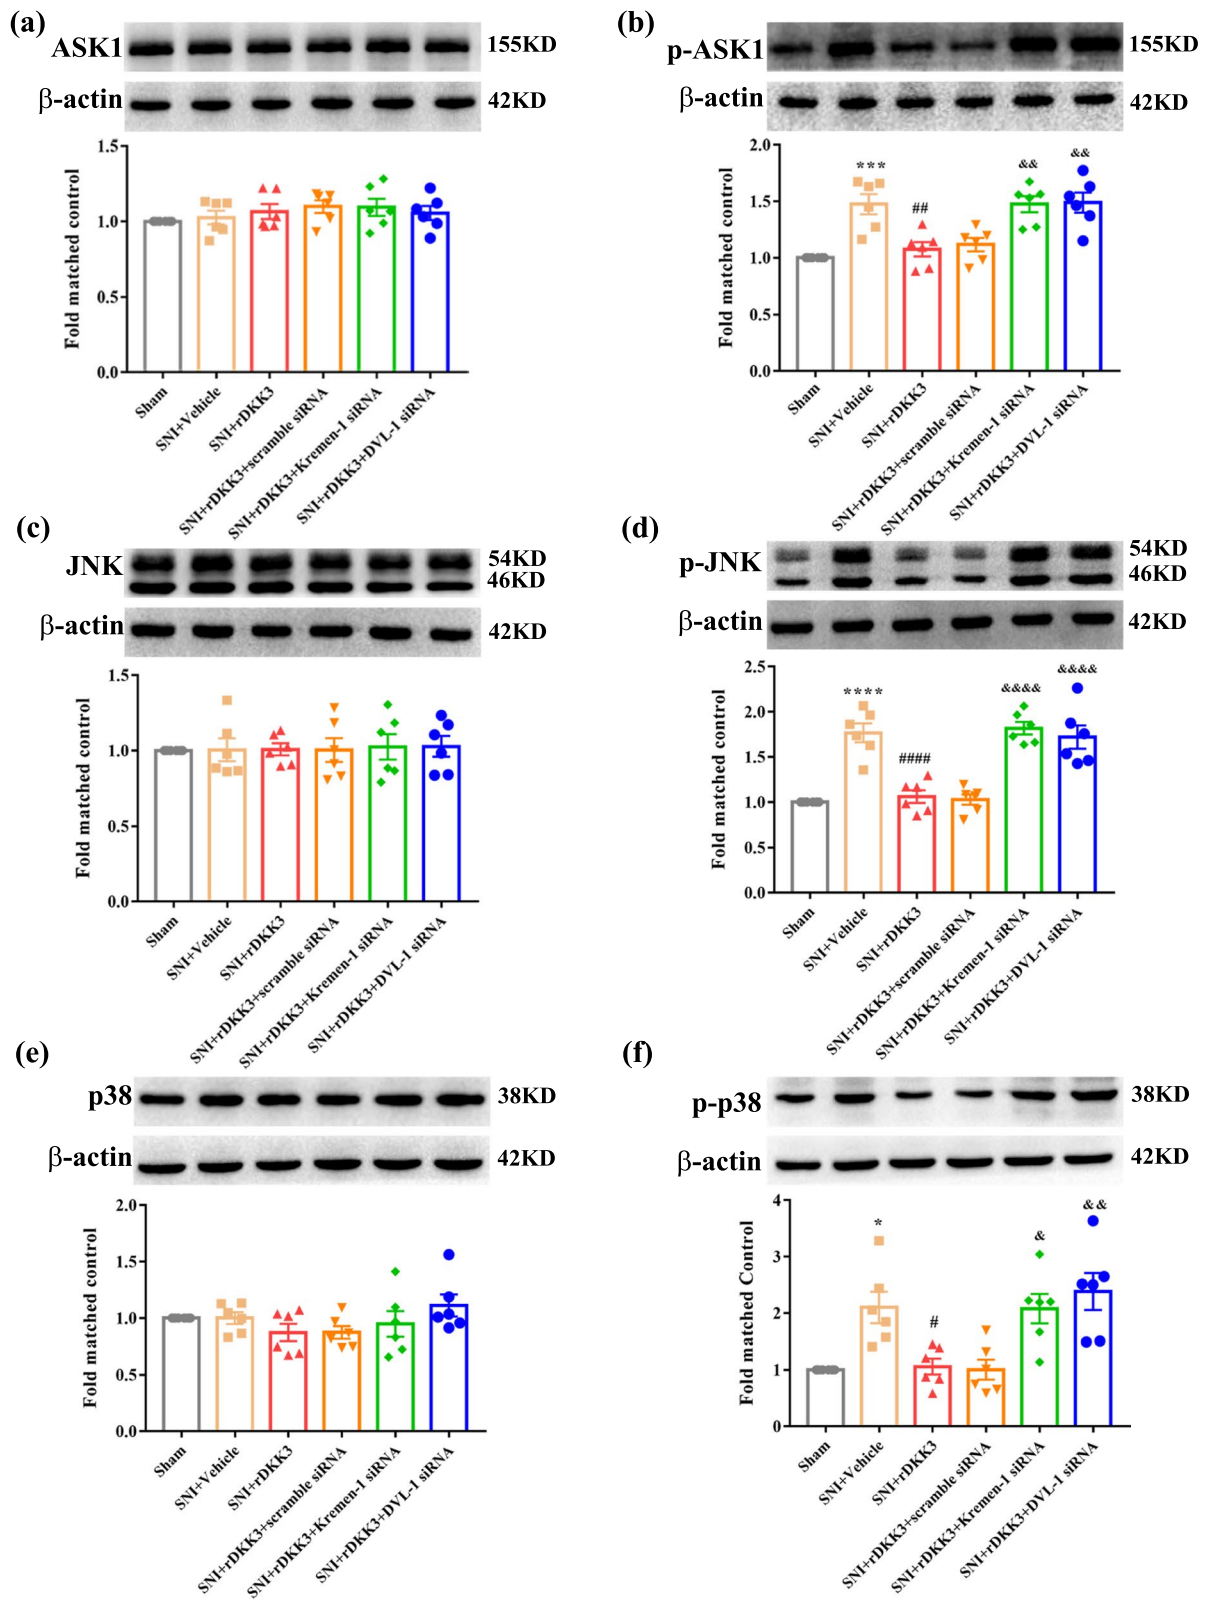 (a)
ASK1
155KD
β-actin
42KD
Fold matched control
1.5
1.0
0.5
0.0
Sham
SNI+Vehicle
SNI+rDKK3
SNI+rDKK3+scramble siRNA
SNI+rDKK3+Kremen-1 siRNA
SNI+rDKK3+DVL-1 siRNA
(b)
p-ASK1
155KD
β-actin
42KD
Fold matched control
2.0
1.5
1.0
0.5
0.0
***
##
&&
&&
Sham
SNI+Vehicle
SNI+rDKK3
SNI+rDKK3+scramble siRNA
SNI+rDKK3+Kremen-1 siRNA
SNI+rDKK3+DVL-1 siRNA
(c)
JNK
54KD
46KD
β-actin
42KD
Fold matched control
1.5
1.0
0.5
0.0
Sham
SNI+Vehicle
SNI+rDKK3
SNI+rDKK3+scramble siRNA
SNI+rDKK3+Kremen-1 siRNA
SNI+rDKK3+DVL-1 siRNA
(d)
p-JNK
54KD
46KD
β-actin
42KD
Fold matched control
2.5
2.0
1.5
1.0
0.5
0.0
****
####
&&&&
&&&&
Sham
SNI+Vehicle
SNI+rDKK3
SNI+rDKK3+scramble siRNA
SNI+rDKK3+Kremen-1 siRNA
SNI+rDKK3+DVL-1 siRNA
(e)
p38
38KD
β-actin
42KD
Fold matched control
2.0
1.5
1.0
0.5
0.0
Sham
SNI+Vehicle
SNI+rDKK3
SNI+rDKK3+scramble siRNA
SNI+rDKK3+Kremen-1 siRNA
SNI+rDKK3+DVL-1 siRNA
(f)
p-p38
38KD
β-actin
42KD
Fold matched Control
4
3
2
1
0
*
#
&
&&
Sham
SNI+Vehicle
SNI+rDKK3
SNI+rDKK3+scramble siRNA
SNI+rDKK3+Kremen-1 siRNA
SNI+rDKK3+DVL-1 siRNA